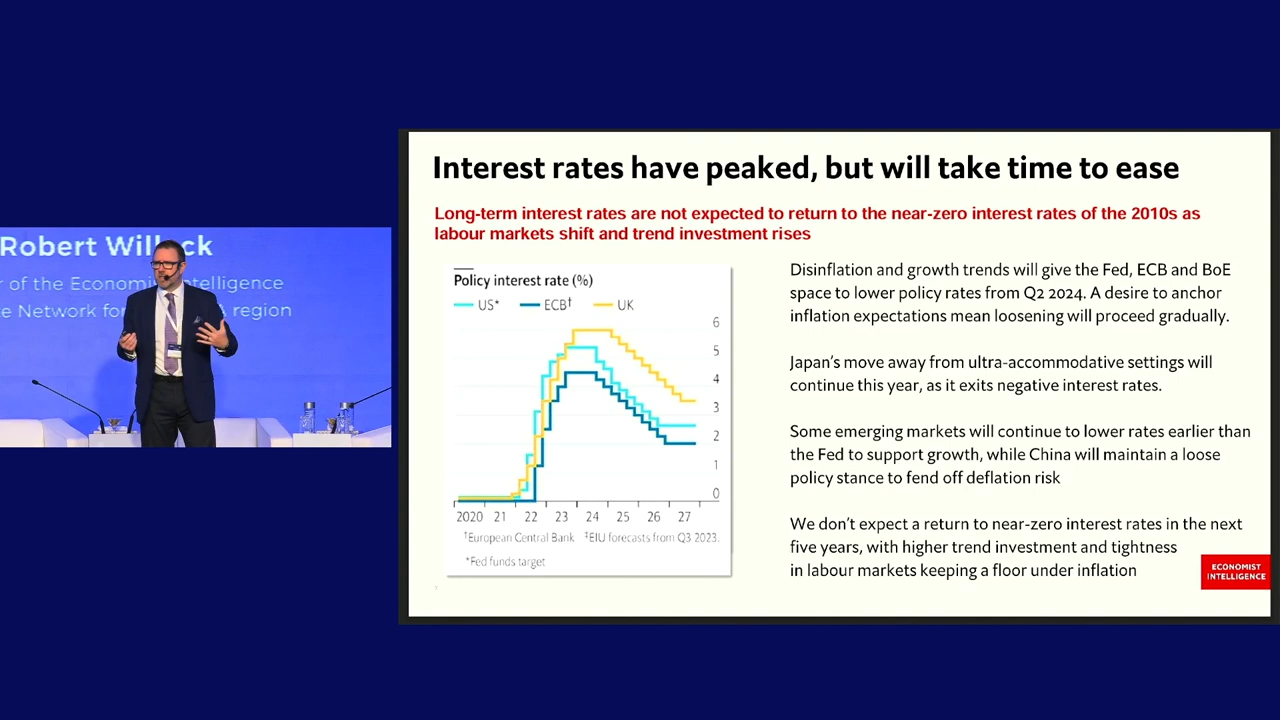 Robert Will ck
r of the Econom telligence
e Network for region
Interest rates have peaked, but will take time to ease
Long-term interest rates are not expected to return to the near-zero interest rates of the 2010s as
labour markets shift and trend investment rises
Policy interest rate (%)
US* ECB† UK
6
5
4
3
2
1
0
2020 21 22 23 24 25 26 27
†European Central Bank ‡EIU forecasts from Q3 2023.
*Fed funds target
Disinflation and growth trends will give the Fed, ECB and BoE
space to lower policy rates from Q2 2024. A desire to anchor
inflation expectations mean loosening will proceed gradually.
Japan’s move away from ultra-accommodative settings will
continue this year, as it exits negative interest rates.
Some emerging markets will continue to lower rates earlier than
the Fed to support growth, while China will maintain a loose
policy stance to fend off deflation risk
We don’t expect a return to near-zero interest rates in the next
five years, with higher trend investment and tightness
in labour markets keeping a floor under inflation
ECONOMIST
INTELLIGENCE